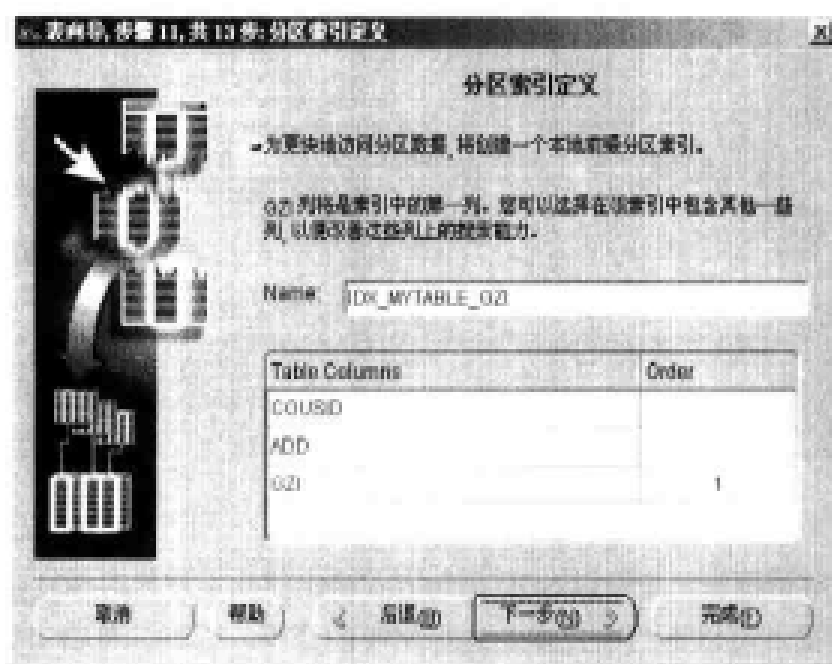 表向导, 步骤 11, 共 13 步: 分区索引定义
分区索引定义
为更快地访问分区数据, 将创建一个本地前缀分区索引。
GZI 列将是索引中的第一列。您可以选择在该索引中包含其他一些
列, 以便改善这些列上的搜索能力。
Name: IDX_MYTABLE_GZI
Table Columns Order
COUSID
ADD
GZI 1
取消 帮助 后退(B) 下一步(N) 完成(F)